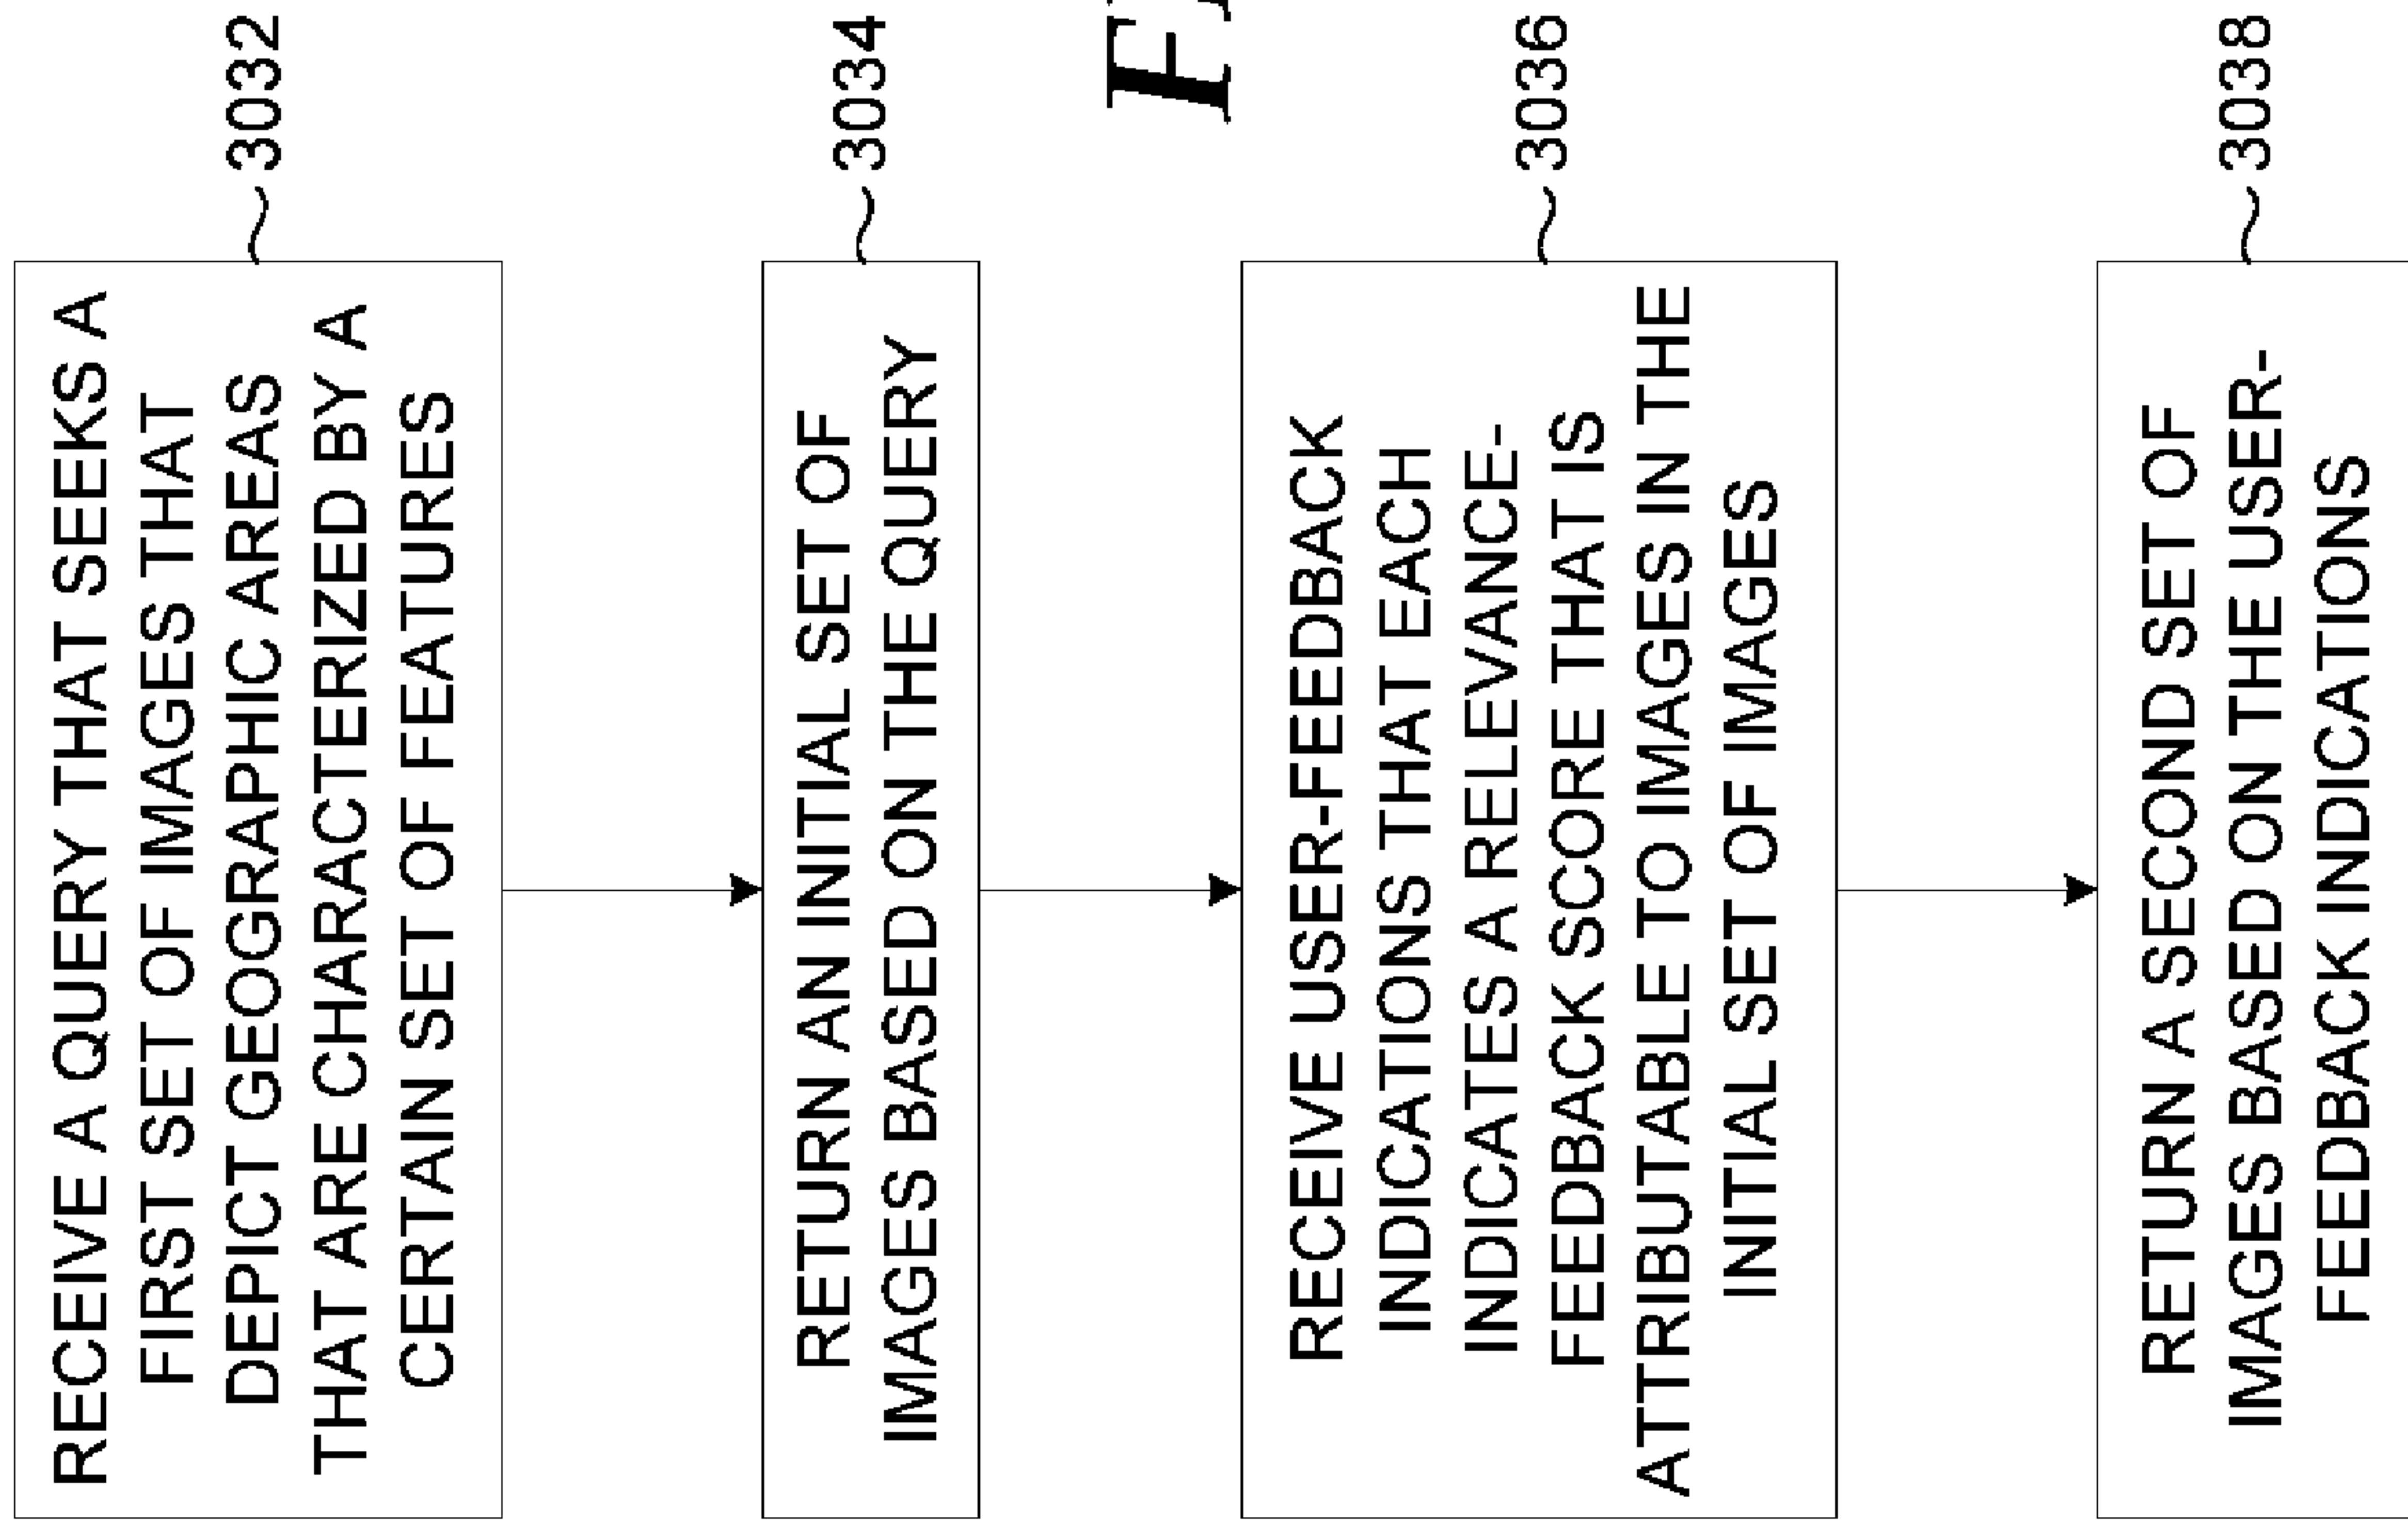 RECEIVE A QUERY THAT SEEKS A
FIRST SET OF IMAGES THAT
DEPICT GEOGRAPHIC AREAS
THAT ARE CHARACTERIZED BY A
CERTAIN SET OF FEATURES
3032
RETURN AN INITIAL SET OF
IMAGES BASED ON THE QUERY
3034
RECEIVE USER-FEEDBACK
INDICATIONS THAT EACH
INDICATES A RELEVANCE-
FEEDBACK SCORE THAT IS
ATTRIBUTABLE TO IMAGES IN THE
INITIAL SET OF IMAGES
3036
RETURN A SECOND SET OF
IMAGES BASED ON THE USER-
FEEDBACK INDICATIONS
3038